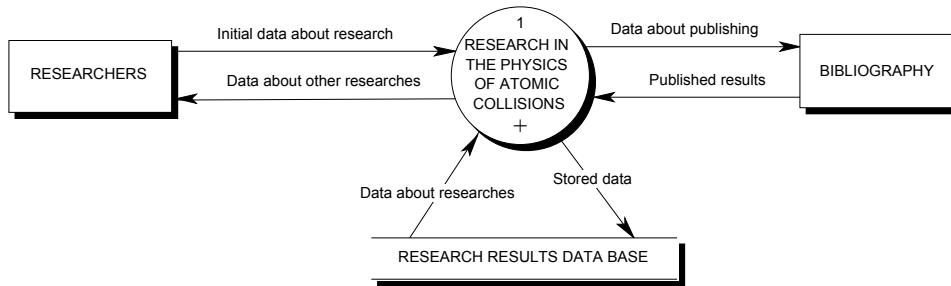 1
RESEARCH IN
THE PHYSICS
OF ATOMIC
COLLISIONS
+
Initial data about research
Data about publishing
RESEARCHERS
Data about other researches
Published results
BIBLIOGRAPHY
Data about researches
Stored data
RESEARCH RESULTS DATA BASE